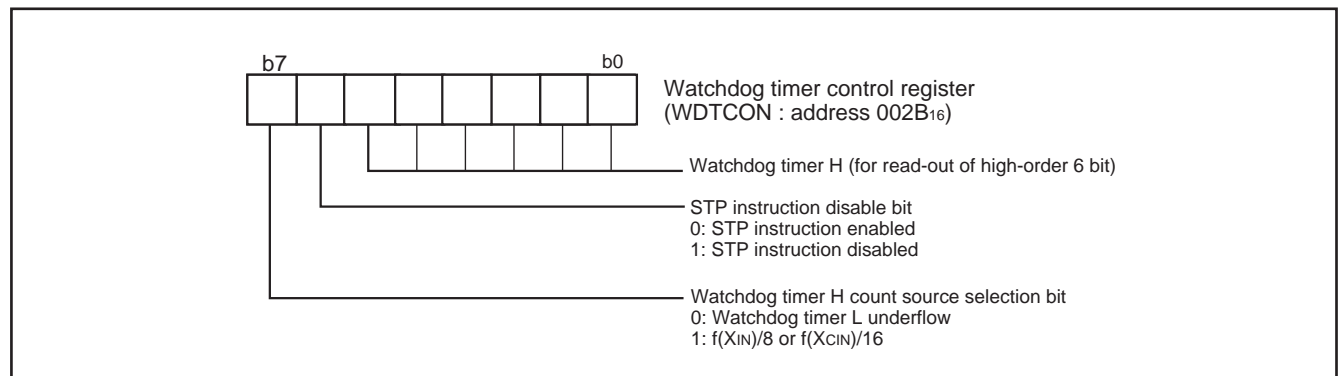 b7
b0
Watchdog timer control register
(WDTCON : address 002B16)
Watchdog timer H (for read-out of high-order 6 bit)
STP instruction disable bit
0: STP instruction enabled
1: STP instruction disabled
Watchdog timer H count source selection bit
0: Watchdog timer L underflow
1: f(XIN)/8 or f(XCIN)/16